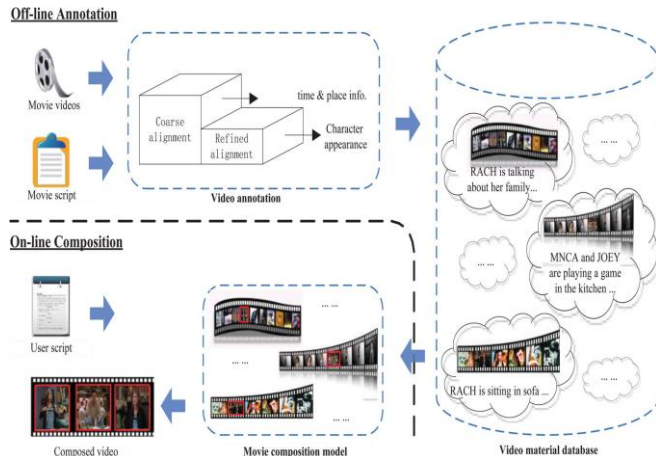 Off-line Annotation
Movie videos
Movie script
Coarse
alignment
Refined
alignment
time & place info.
Character
appearance
Video annotation
RACH is talking
about her family...
... ...
MNCA and JOEY
are playing a game
in the kitchen ...
... ...
RACH is sitting in sofa ...
... ...
Video material database
On-line Composition
User script
Composed video
... ...
... ...
... ...
Movie composition model